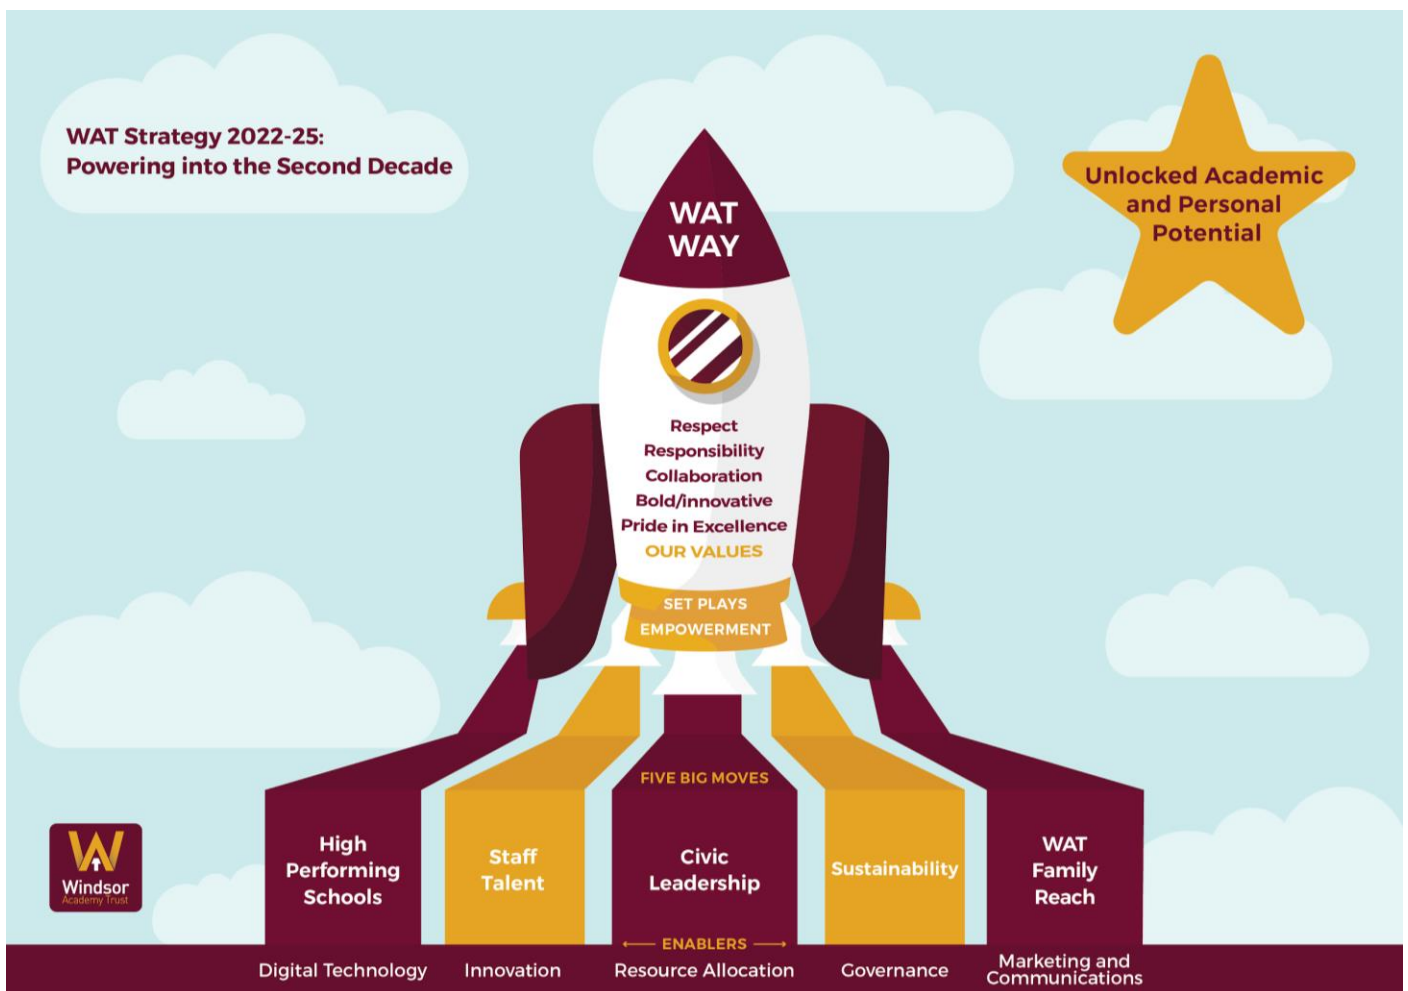 WAT Strategy 2022-25:
Powering into the Second Decade
Unlocked Academic
and Personal
Potential
WAT
WAY
Respect
Responsibility
Collaboration
Bold/innovative
Pride in Excellence
OUR VALUES
SET PLAYS
EMPOWERMENT
FIVE BIG MOVES
High
Performing
Schools
Staff
Talent
Civic
Leadership
Sustainability
WAT
Family
Reach
Windsor
Academy Trust
ENABLERS
Digital Technology
Innovation
Resource Allocation
Governance
Marketing and
Communications